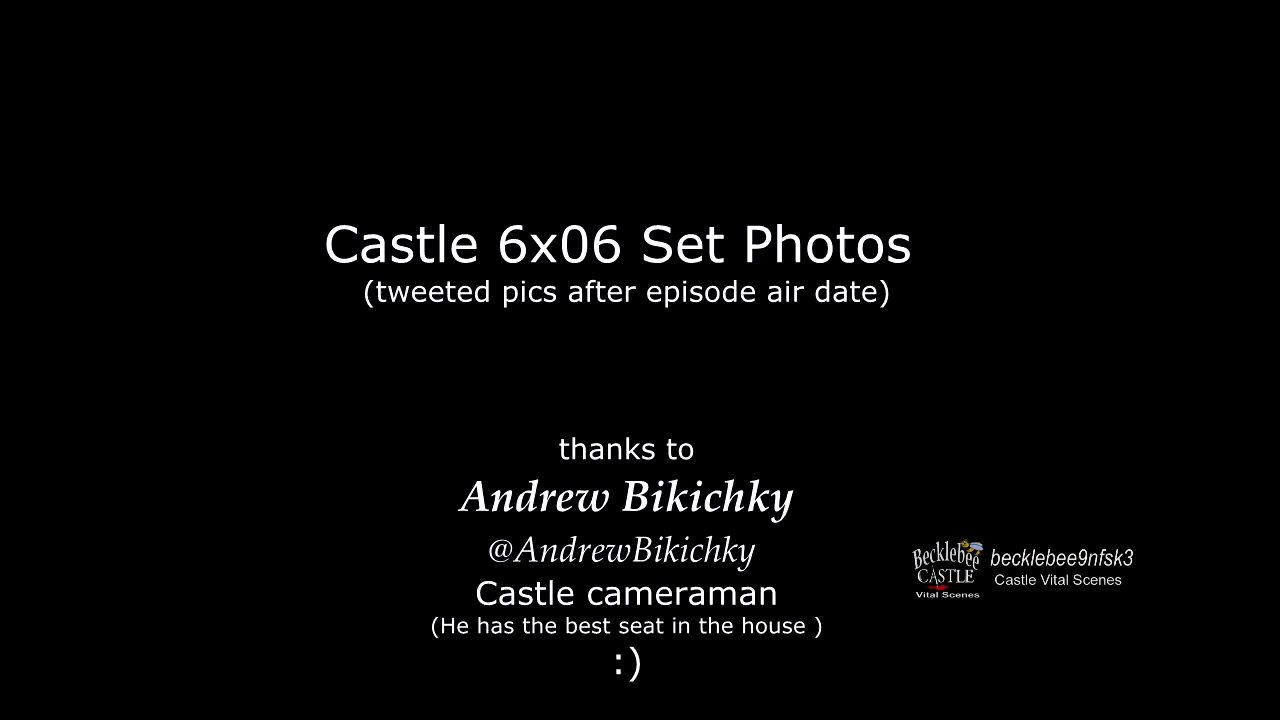 Castle 6x06 Set Photos
(tweeted pics after episode air date)
thanks to
Andrew Bikichky
@AndrewBikichky
Castle cameraman
(He has the best seat in the house )
:)
Becklebee
CASTLE
Vital Scenes
becklebee9nfsk3
Castle Vital Scenes